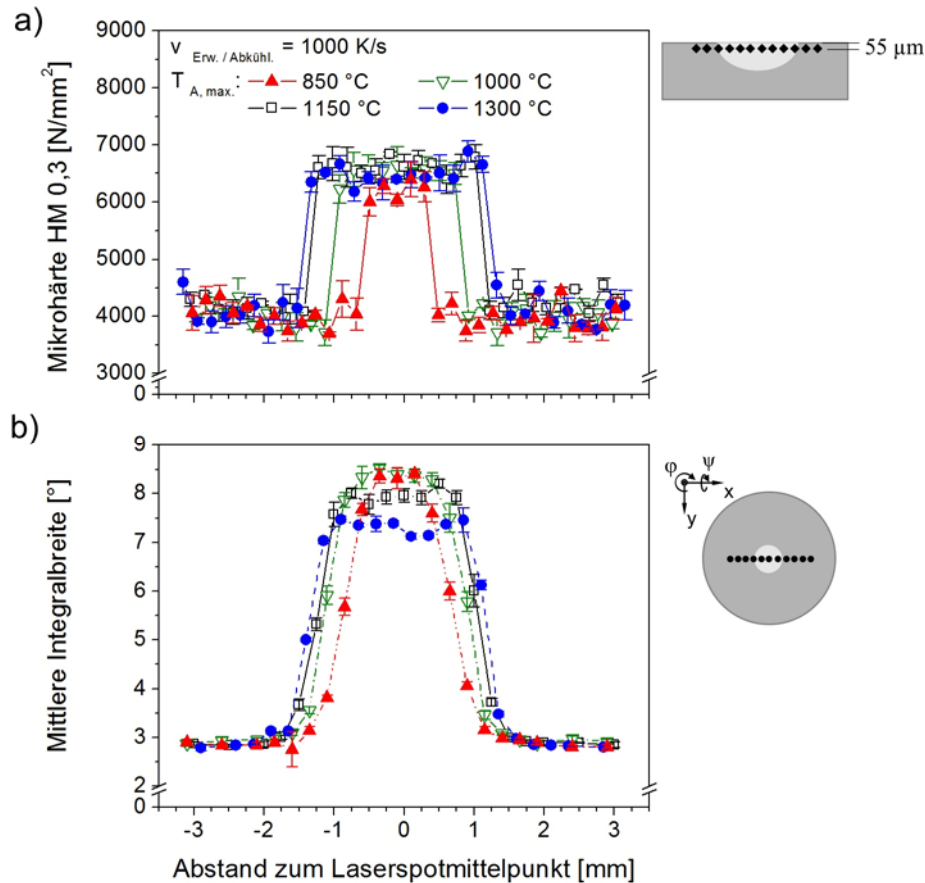 a)
Mikrohärte HM 0,3 [N/mm²]
9000
8000
7000
6000
5000
4000
3000
0
v Erw. / Abkühl. = 1000 K/s
T A, max.: 850 °C 1000 °C
1150 °C 1300 °C
55 µm
b)
Mittlere Integralbreite [°]
9
8
7
6
5
4
3
2
0
-3 -2 -1 0 1 2 3
Abstand zum Laserspotmittelpunkt [mm]
φ ψ
x
y